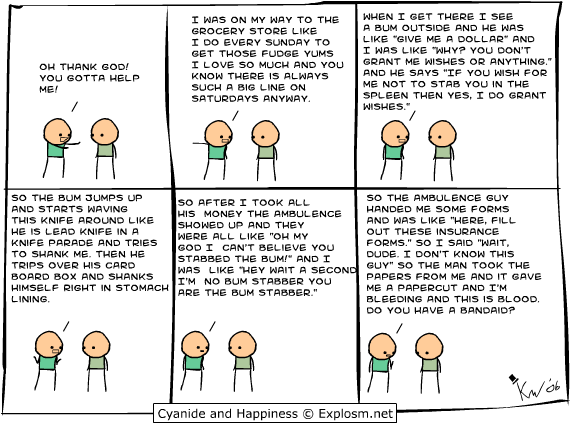 OH THANK GOD!
YOU GOTTA HELP
ME!
I WAS ON MY WAY TO THE
GROCERY STORE LIKE
I DO EVERY SUNDAY TO
GET THOSE FUDGE YUMS
I LOVE SO MUCH AND YOU
KNOW THERE IS ALWAYS
SUCH A BIG LINE ON
SATURDAYS ANYWAY.
WHEN I GET THERE I SEE
A BUM OUTSIDE AND HE WAS
LIKE "GIVE ME A DOLLAR" AND
I WAS LIKE "WHY? YOU DON'T
GRANT ME WISHES OR ANYTHING."
AND HE SAYS "IF YOU WISH FOR
ME NOT TO STAB YOU IN THE
SPLEEN THEN YES, I DO GRANT
WISHES."
SO THE BUM JUMPS UP
AND STARTS WAVING
THIS KNIFE AROUND LIKE
HE IS LEAD KNIFE IN A
KNIFE PARADE AND TRIES
TO SHANK ME. THEN HE
TRIPS OVER HIS CARD
BOARD BOX AND SHANKS
HIMSELF RIGHT IN STOMACH
LINING.
SO AFTER I TOOK ALL
HIS MONEY THE AMBULENCE
SHOWED UP AND THEY
WERE ALL LIKE "OH MY
GOD I CAN'T BELIEVE YOU
STABBED THE BUM!" AND I
WAS LIKE "HEY WAIT A SECOND
I'M NO BUM STABBER YOU
ARE THE BUM STABBER."
SO THE AMBULENCE GUY
HANDED ME SOME FORMS
AND WAS LIKE "HERE, FILL
OUT THESE INSURANCE
FORMS." SO I SAID "WAIT,
DUDE. I DON'T KNOW THIS
GUY" SO THE MAN TOOK THE
PAPERS FROM ME AND IT GAVE
ME A PAPERCUT AND I'M
BLEEDING AND THIS IS BLOOD.
DO YOU HAVE A BANDAID?
KW '06
Cyanide and Happiness © Explosm.net